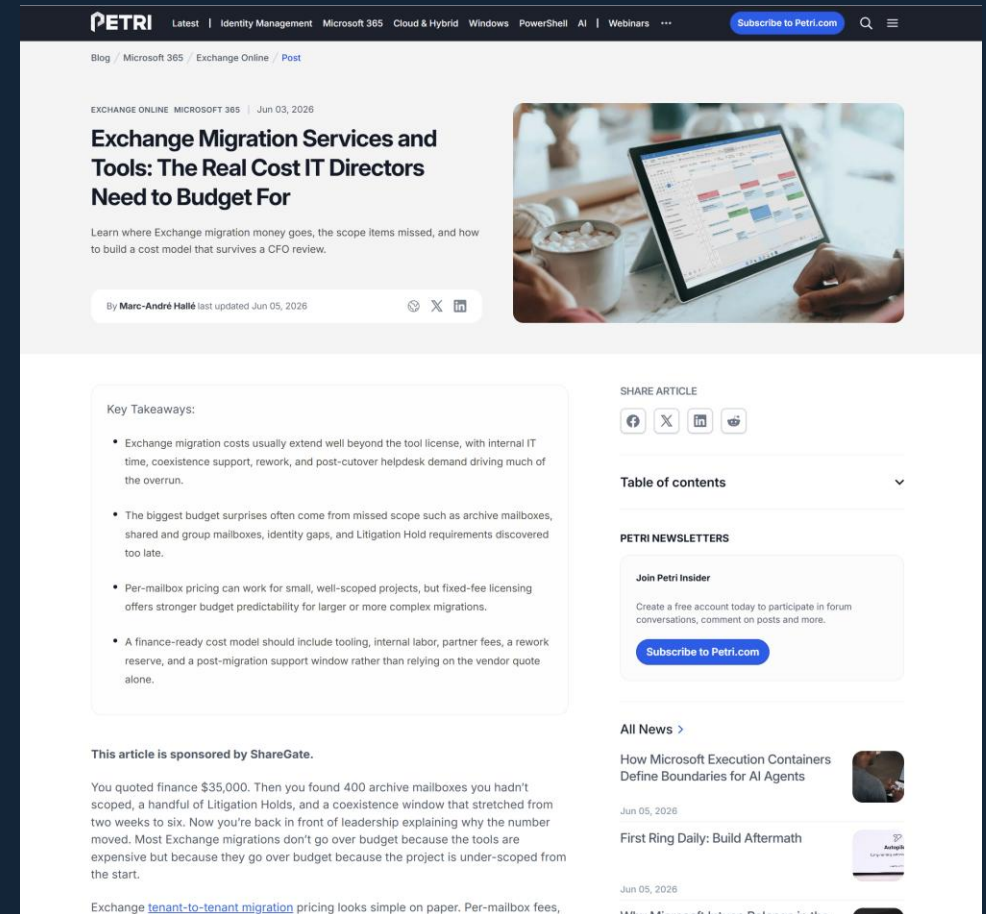 PETRI
Latest | Identity Management Microsoft 365 Cloud & Hybrid Windows PowerShell AI | Webinars ···
Subscribe to Petri.com
Blog / Microsoft 365 / Exchange Online / Post
EXCHANGE ONLINE MICROSOFT 365 | Jun 03, 2026
Exchange Migration Services and
Tools: The Real Cost IT Directors
Need to Budget For
Learn where Exchange migration money goes, the scope items missed, and how
to build a cost model that survives a CFO review.
By Marc-André Hallé last updated Jun 05, 2026
Key Takeaways:
• Exchange migration costs usually extend well beyond the tool license, with internal IT
time, coexistence support, rework, and post-cutover helpdesk demand driving much of
the overrun.
• The biggest budget surprises often come from missed scope such as archive mailboxes,
shared and group mailboxes, identity gaps, and Litigation Hold requirements discovered
too late.
• Per-mailbox pricing can work for small, well-scoped projects, but fixed-fee licensing
offers stronger budget predictability for larger or more complex migrations.
• A finance-ready cost model should include tooling, internal labor, partner fees, a rework
reserve, and a post-migration support window rather than relying on the vendor quote
alone.
This article is sponsored by ShareGate.
You quoted finance $35,000. Then you found 400 archive mailboxes you hadn't
scoped, a handful of Litigation Holds, and a coexistence window that stretched from
two weeks to six. Now you're back in front of leadership explaining why the number
moved. Most Exchange migrations don't go over budget because the tools are
expensive but because they go over budget because the project is under-scoped from
the start.
Exchange tenant-to-tenant migration pricing looks simple on paper. Per-mailbox fees,
SHARE ARTICLE
Table of contents
PETRI NEWSLETTERS
Join Petri Insider
Create a free account today to participate in forum
conversations, comment on posts and more.
Subscribe to Petri.com
All News >
How Microsoft Execution Containers
Define Boundaries for AI Agents
Jun 05, 2026
First Ring Daily: Build Aftermath
Jun 05, 2026